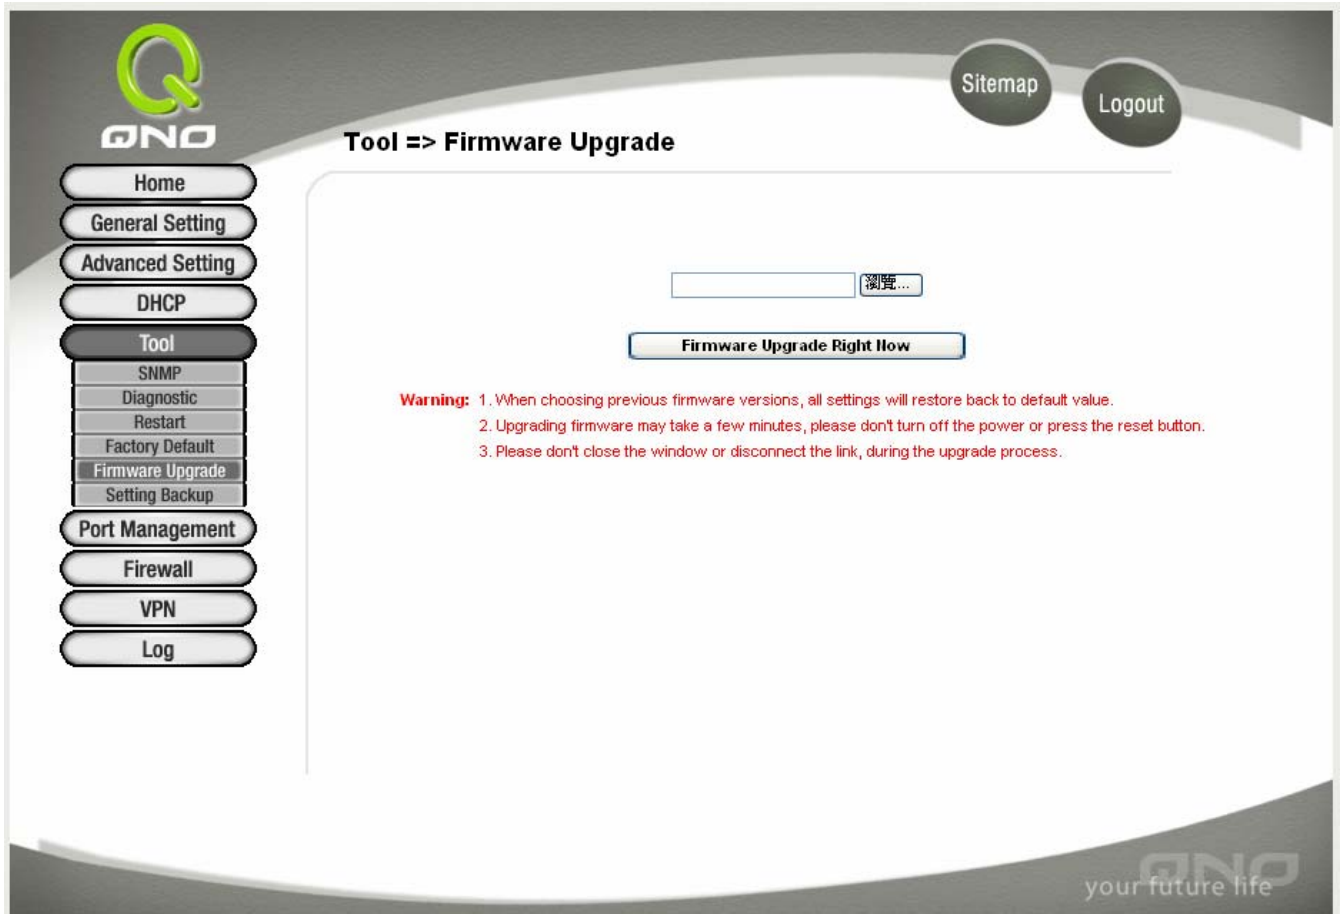 QNO
Sitemap
Logout
Tool => Firmware Upgrade
Home
General Setting
Advanced Setting
DHCP
Tool
SNMP
Diagnostic
Restart
Factory Default
Firmware Upgrade
Setting Backup
Port Management
Firewall
VPN
Log
瀏覽...
Firmware Upgrade Right Now
Warning: 1. When choosing previous firmware versions, all settings will restore back to default value.
2. Upgrading firmware may take a few minutes, please don't turn off the power or press the reset button.
3. Please don't close the window or disconnect the link, during the upgrade process.
QNO
your future life